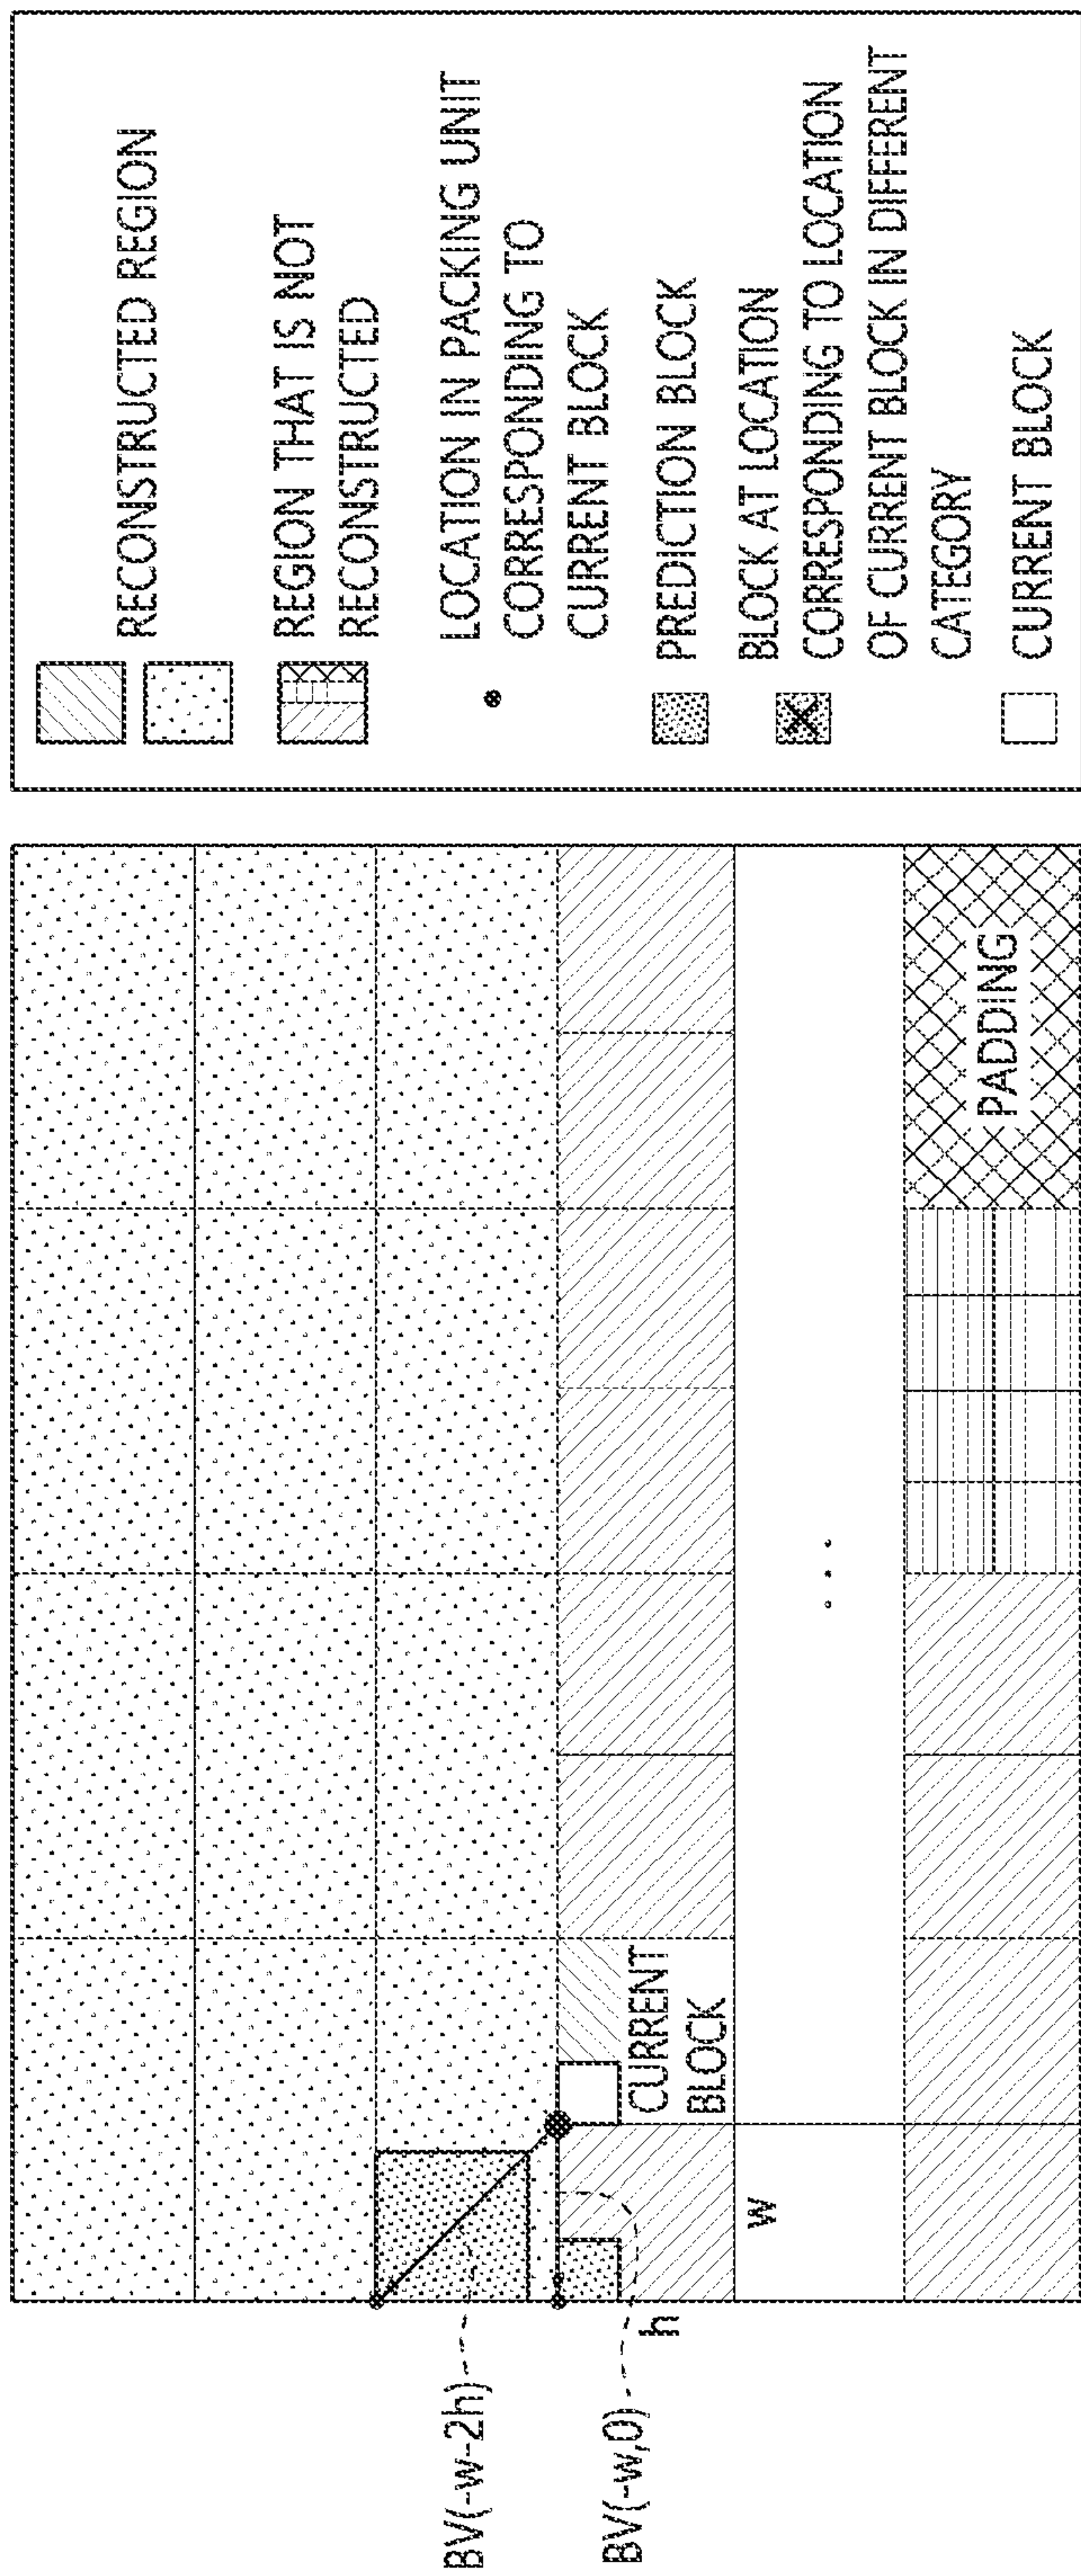 BV(-w-2h)
BV(-w,0)
h
w
CURRENT
BLOCK
...
PADDING
RECONSTRUCTED REGION
REGION THAT IS NOT
RECONSTRUCTED
LOCATION IN PACKING UNIT
CORRESPONDING TO
CURRENT BLOCK
PREDICTION BLOCK
BLOCK AT LOCATION
CORRESPONDING TO LOCATION
OF CURRENT BLOCK IN DIFFERENT
CATEGORY
CURRENT BLOCK